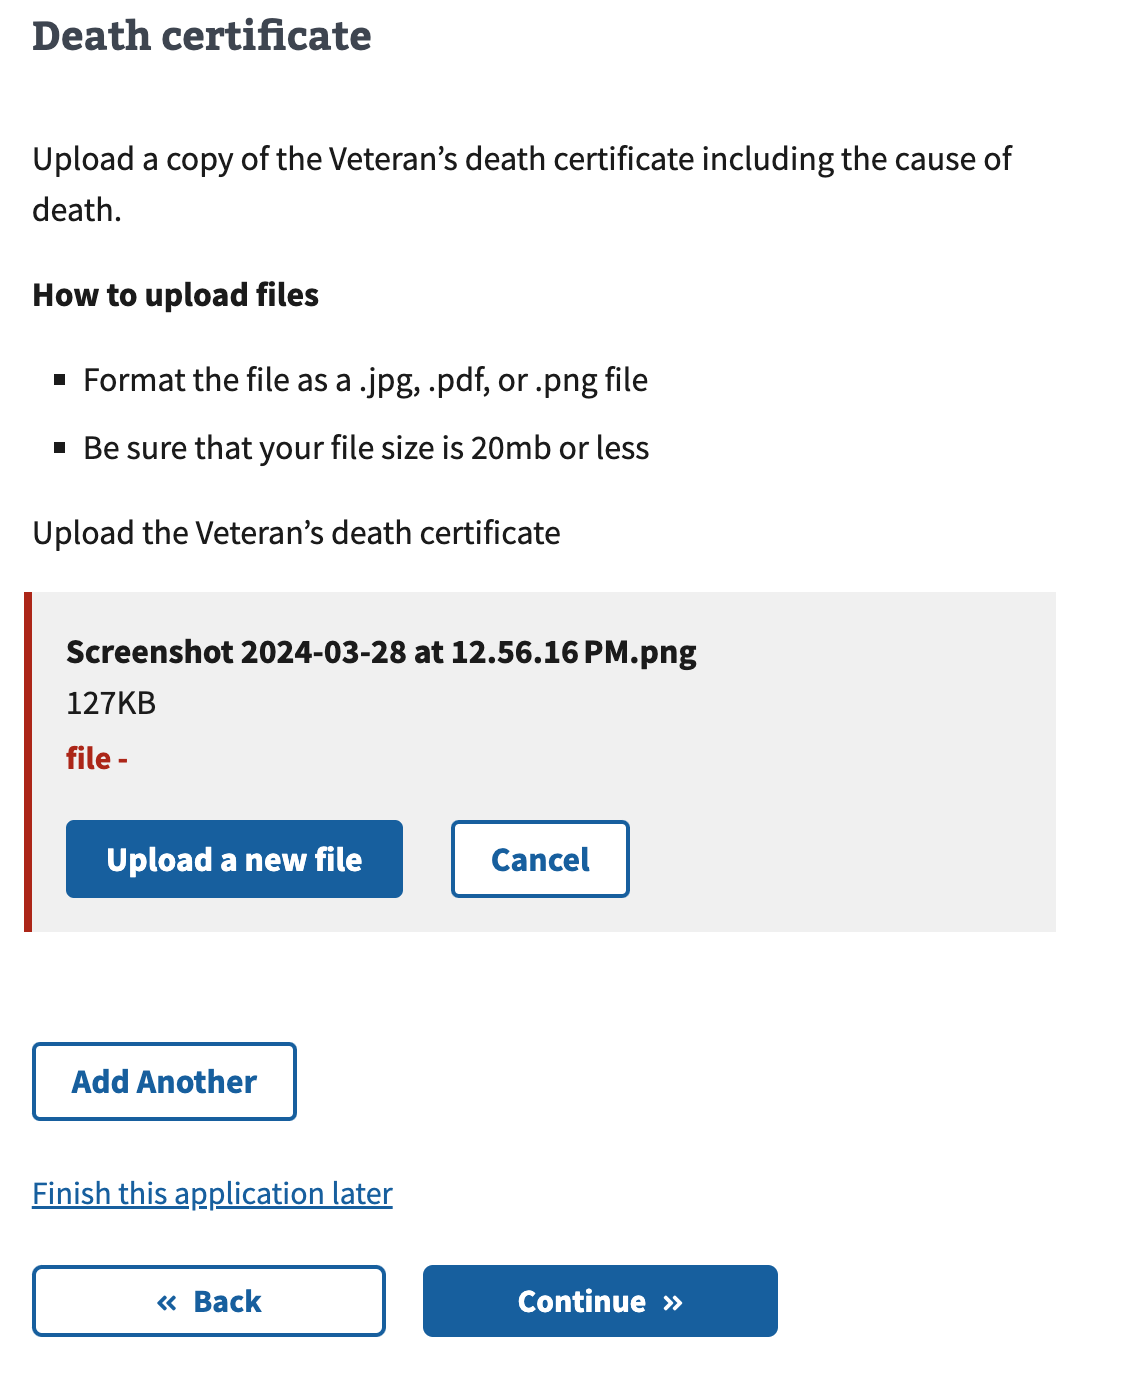 Death certificate
Upload a copy of the Veteran’s death certificate including the cause of
death.
How to upload files
▪ Format the file as a .jpg, .pdf, or .png file
▪ Be sure that your file size is 20mb or less
Upload the Veteran’s death certificate
Screenshot 2024-03-28 at 12.56.16 PM.png
127KB
file -
Upload a new file
Cancel
Add Another
Finish this application later
« Back
Continue »